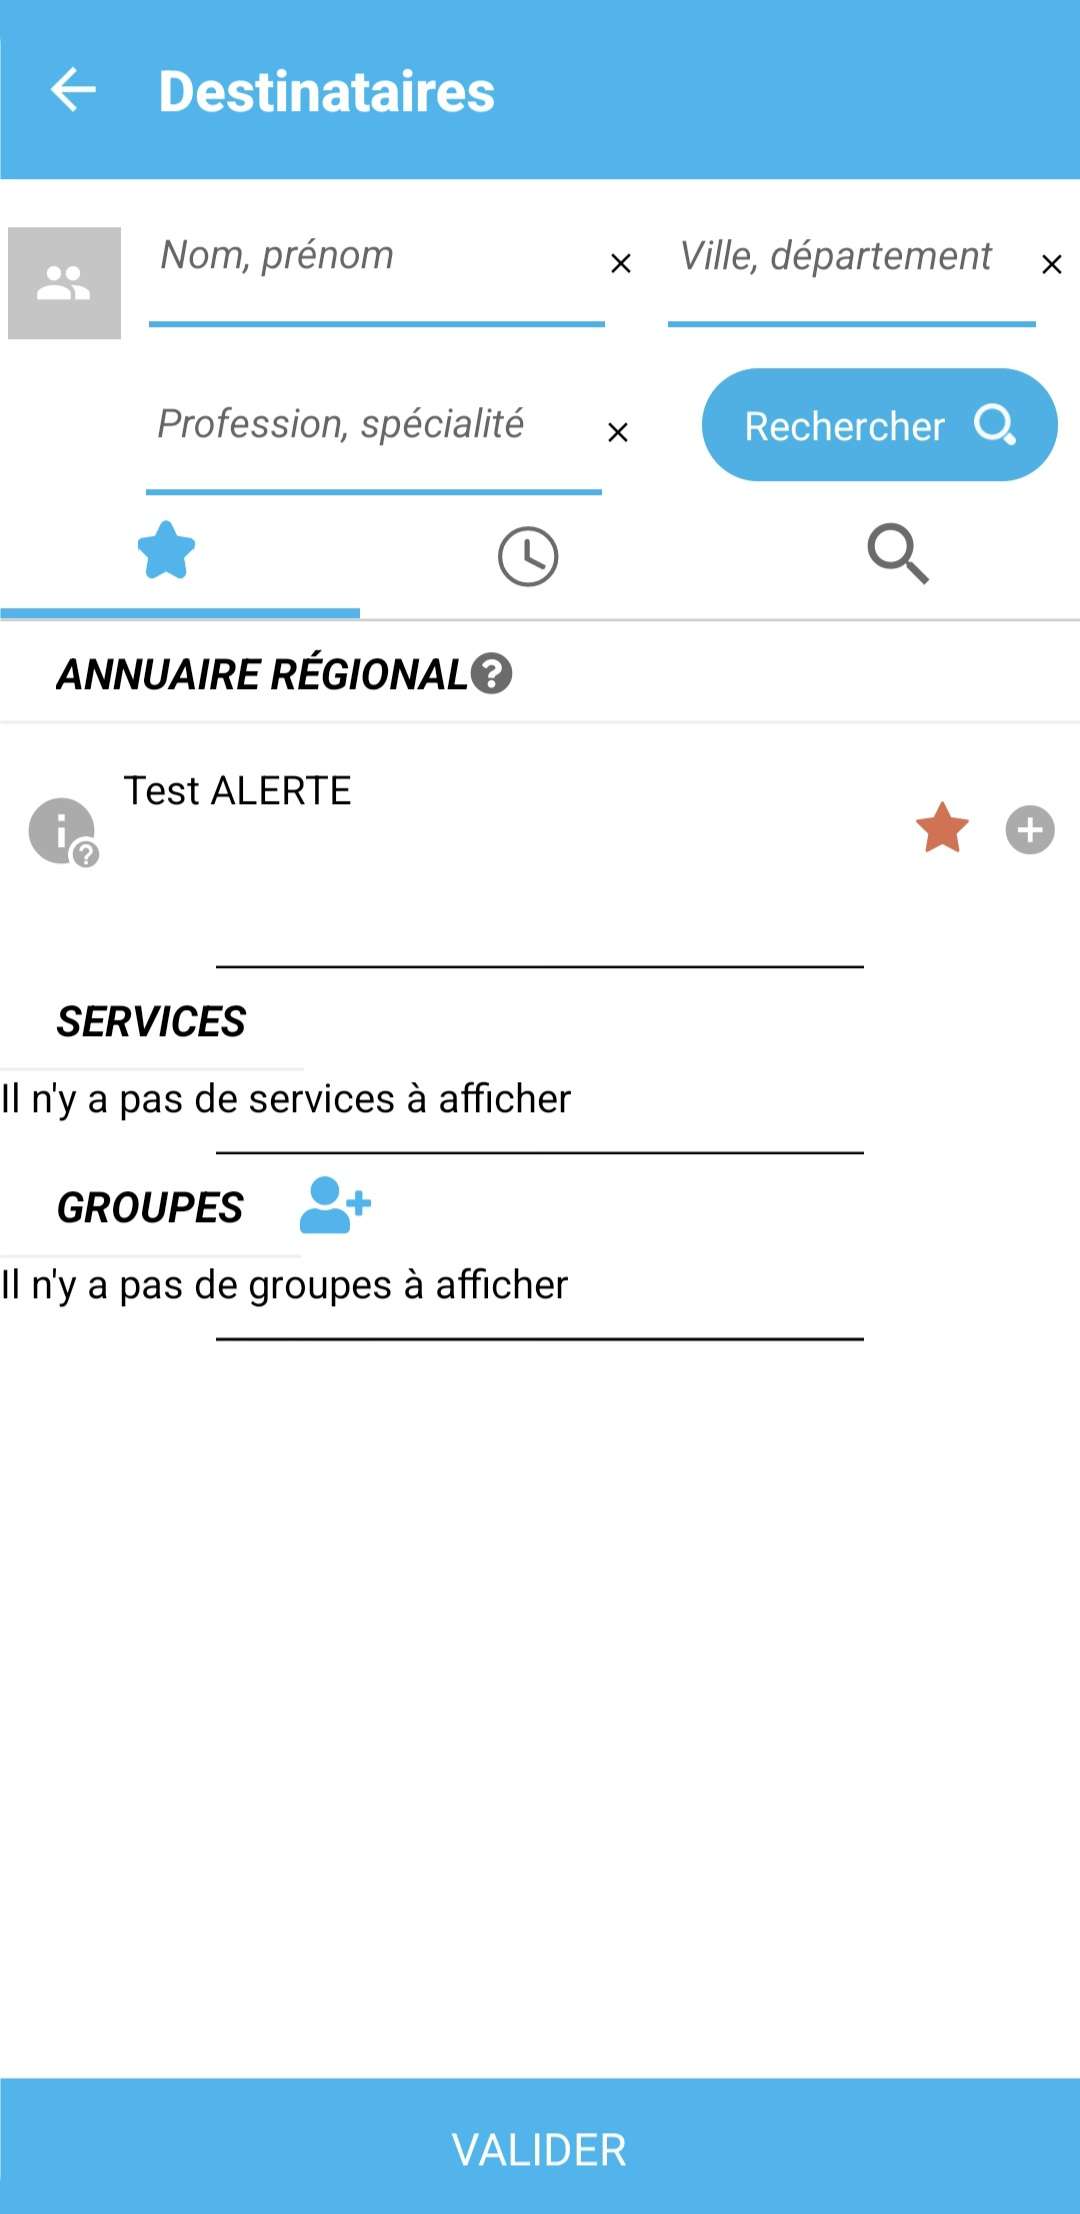 Destinataires
Nom, prénom
Ville, département
Profession, spécialité
Rechercher
ANNUAIRE RÉGIONAL
Test ALERTE
SERVICES
Il n'y a pas de services à afficher
GROUPES
Il n'y a pas de groupes à afficher
VALIDER